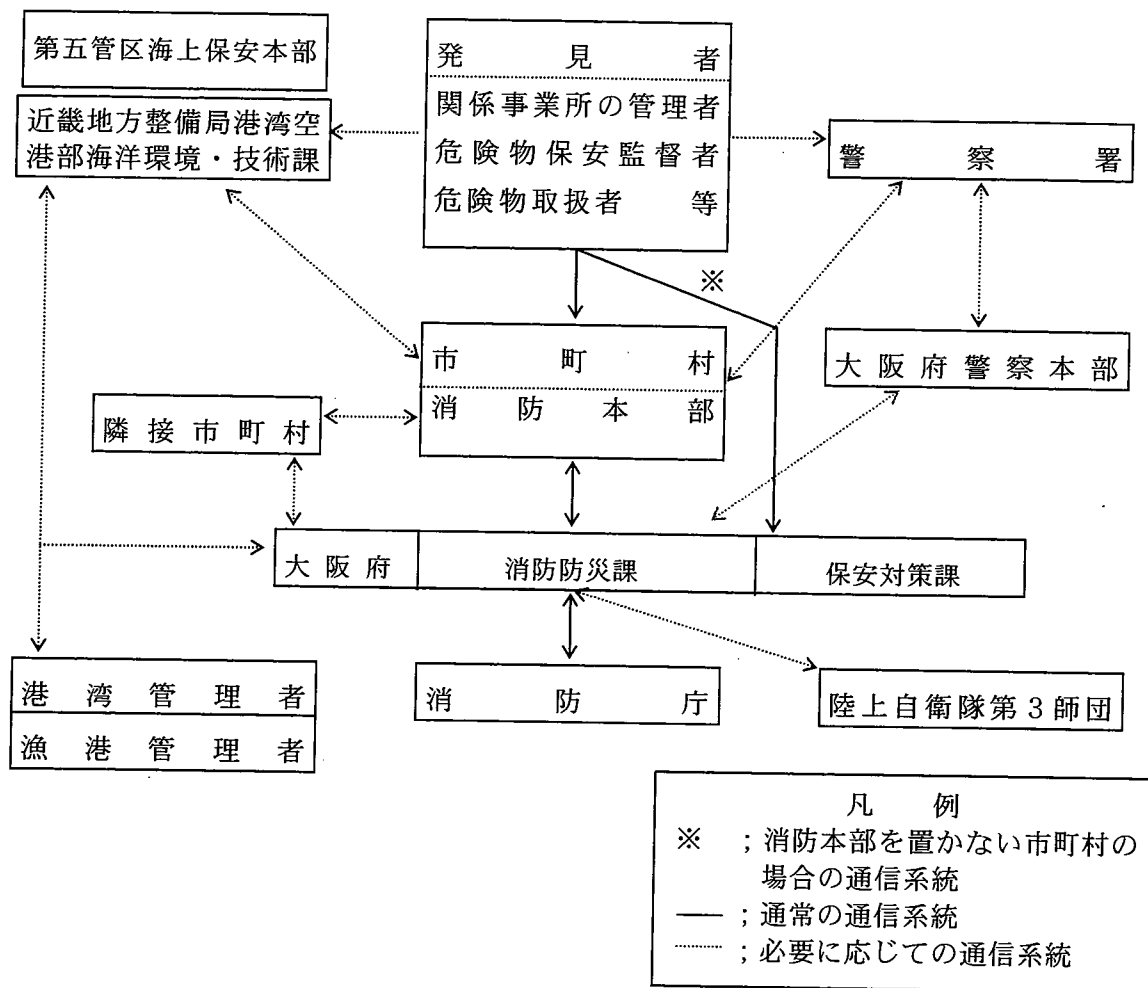 第五管区海上保安本部
近畿地方整備局港湾空
港部海洋環境・技術課
発見者
関係事業所の管理者
危険物保安監督者
危険物取扱者 等
警察署
※
市町村
消防本部
大阪府警察本部
隣接市町村
大阪府
消防防災課
保安対策課
港湾管理者
漁港管理者
消防庁
陸上自衛隊第3師団
凡例
※ ；消防本部を置かない市町村の
場合の通信系統
―― ；通常の通信系統
……… ；必要に応じての通信系統